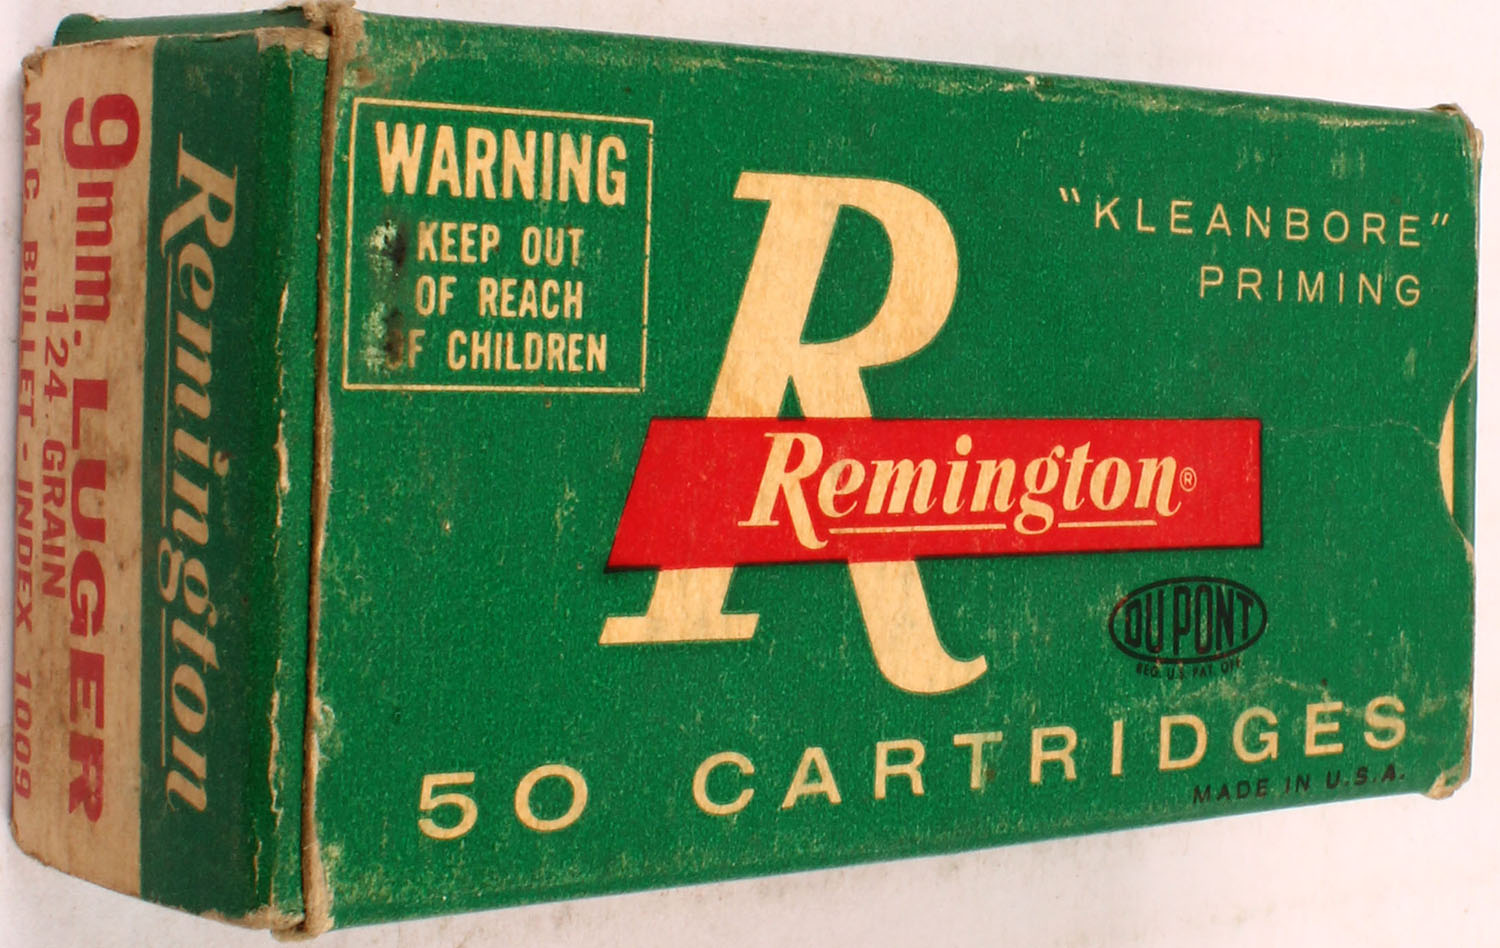 WARNING
KEEP OUT
OF REACH
OF CHILDREN
R
"KLEANBORE"
PRIMING
Remington®
DU PONT
REG. U.S. PAT. OFF.
50 CARTRIDGES
MADE IN U.S.A.
Remington
9mm. LUGER
124 GRAIN
M.C. BULLET - INDEX 1009